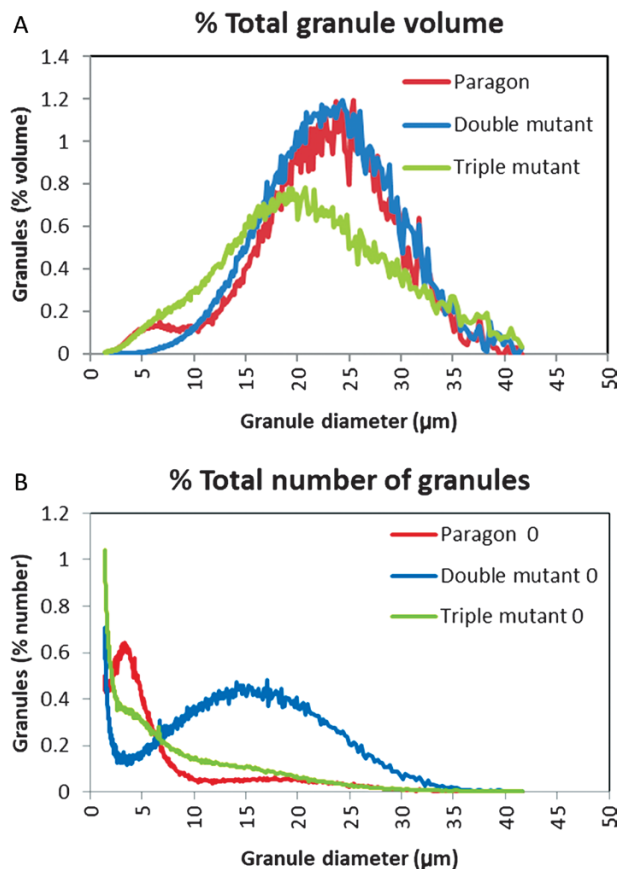 A
% Total granule volume
Granules (% volume)
1.4
1.2
1
0.8
0.6
0.4
0.2
0
Paragon
Double mutant
Triple mutant
0
5
10
15
20
25
30
35
40
45
50
Granule diameter (µm)
B
% Total number of granules
Granules (% number)
1.2
1
0.8
0.6
0.4
0.2
0
Paragon 0
Double mutant 0
Triple mutant 0
0
5
10
15
20
25
30
35
40
45
50
Granule diameter (µm)